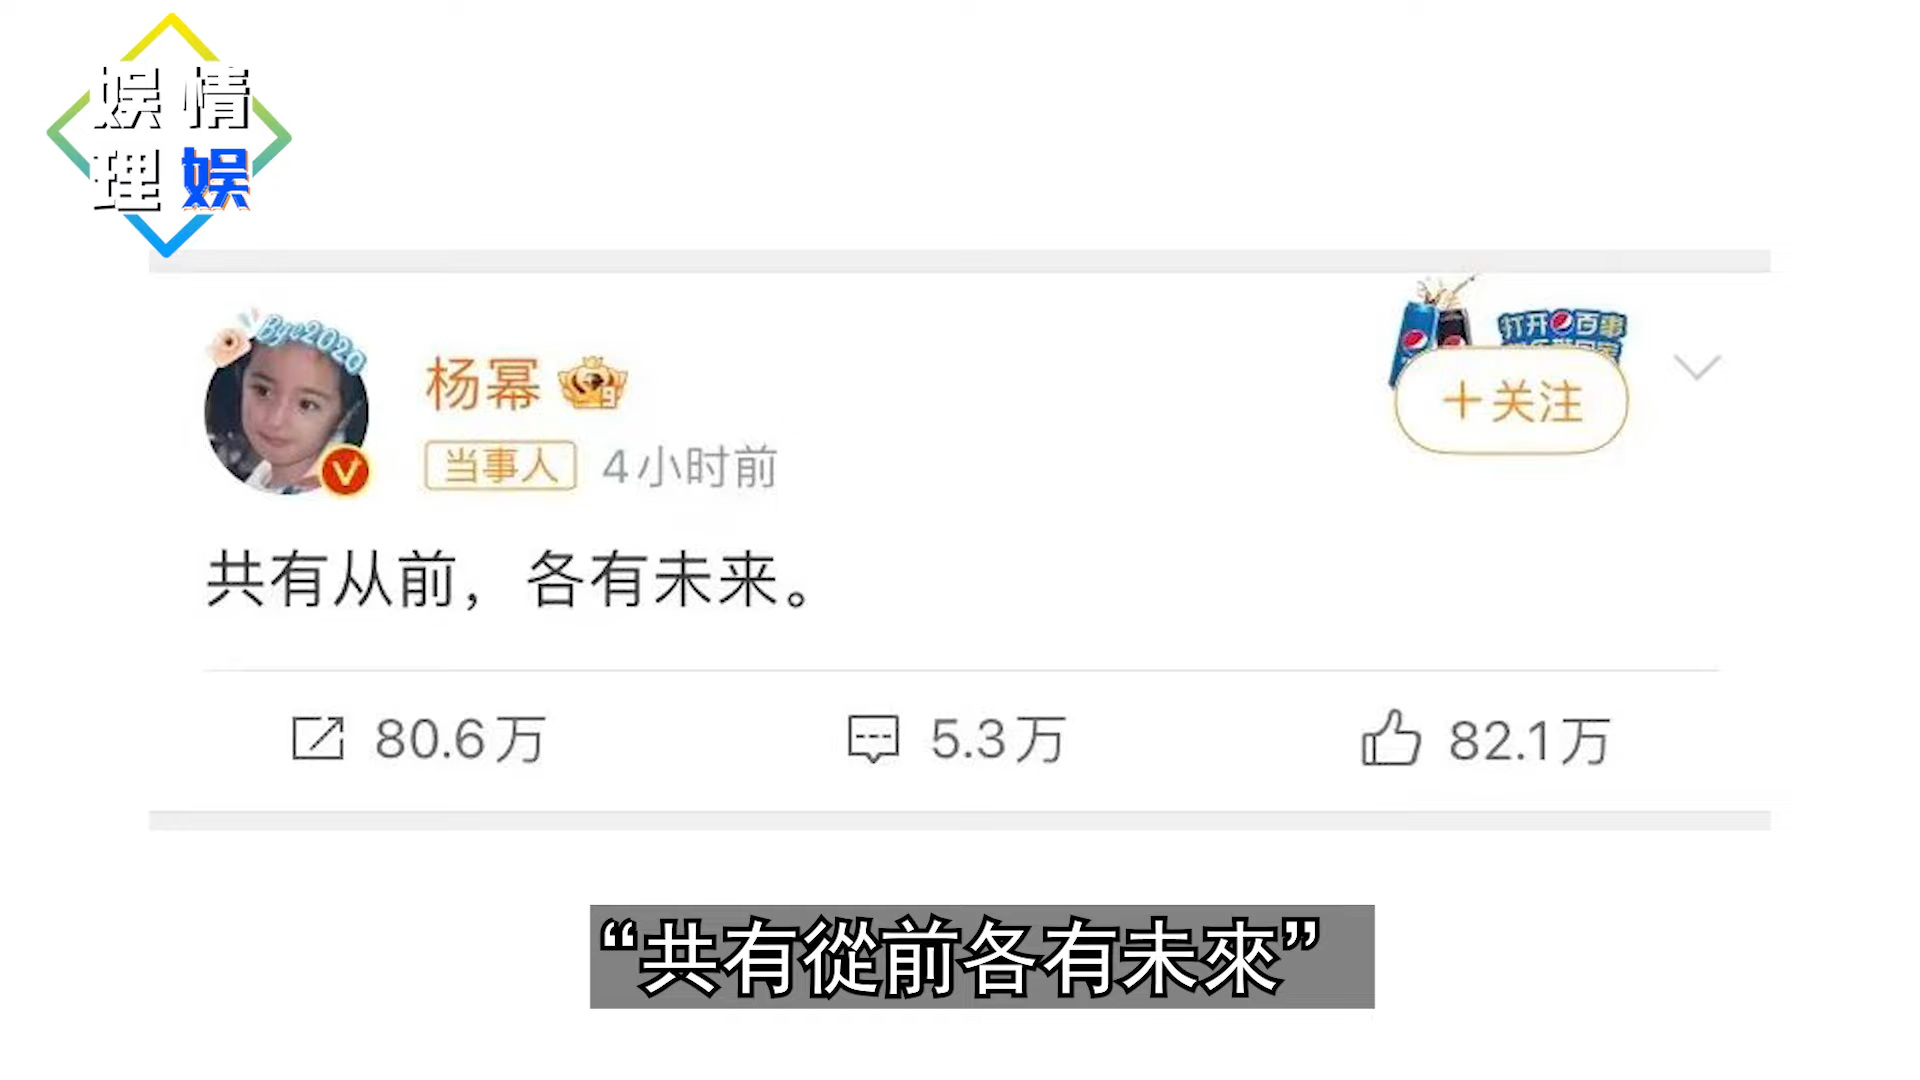 娱情
理娱
Bye2020
杨幂
9
打开百事
+关注
当事人 4小时前
共有从前，各有未来。
80.6万 5.3万 82.1万
“共有從前各有未來”